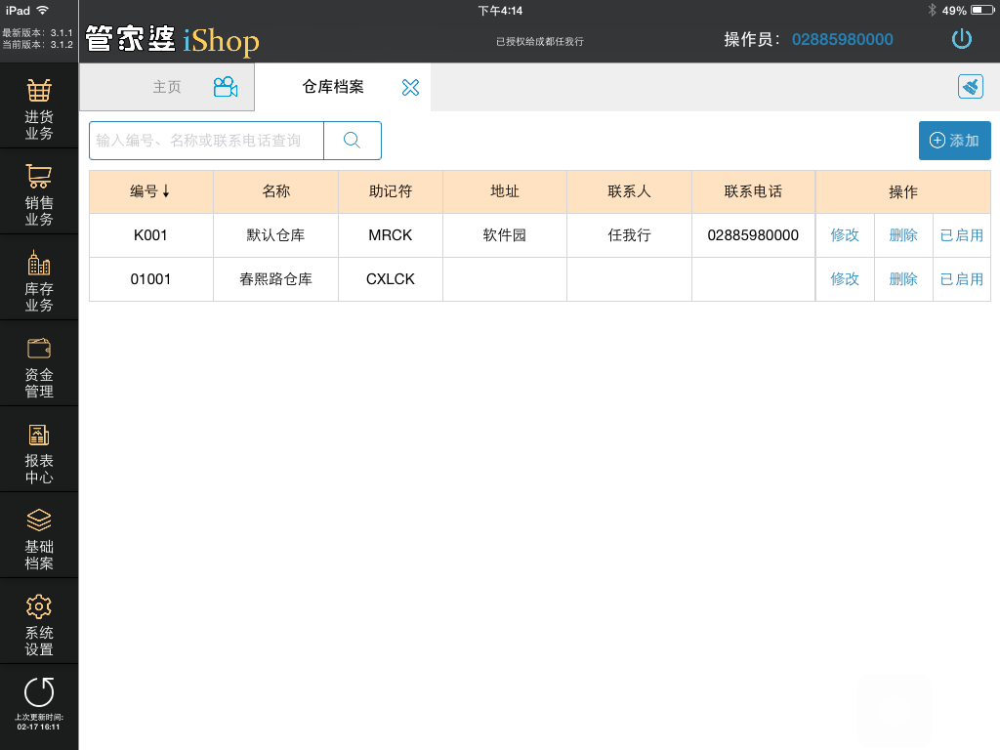 iPad 下午4:14 49%
最新版本: 3.1.1
当前版本: 3.1.2
管家婆 iShop
已授权给成都任我行
操作员: 02885980000
进货
业务
销售
业务
库存
业务
资金
管理
报表
中心
基础
档案
系统
设置
上次更新时间:
02-17 16:11
主页 仓库档案
输入编号、名称或联系电话查询
添加
编号↓ 名称 助记符 地址 联系人 联系电话 操作
K001 默认仓库 MRCK 软件园 任我行 02885980000 修改 删除 已启用
01001 春熙路仓库 CXLCK 修改 删除 已启用